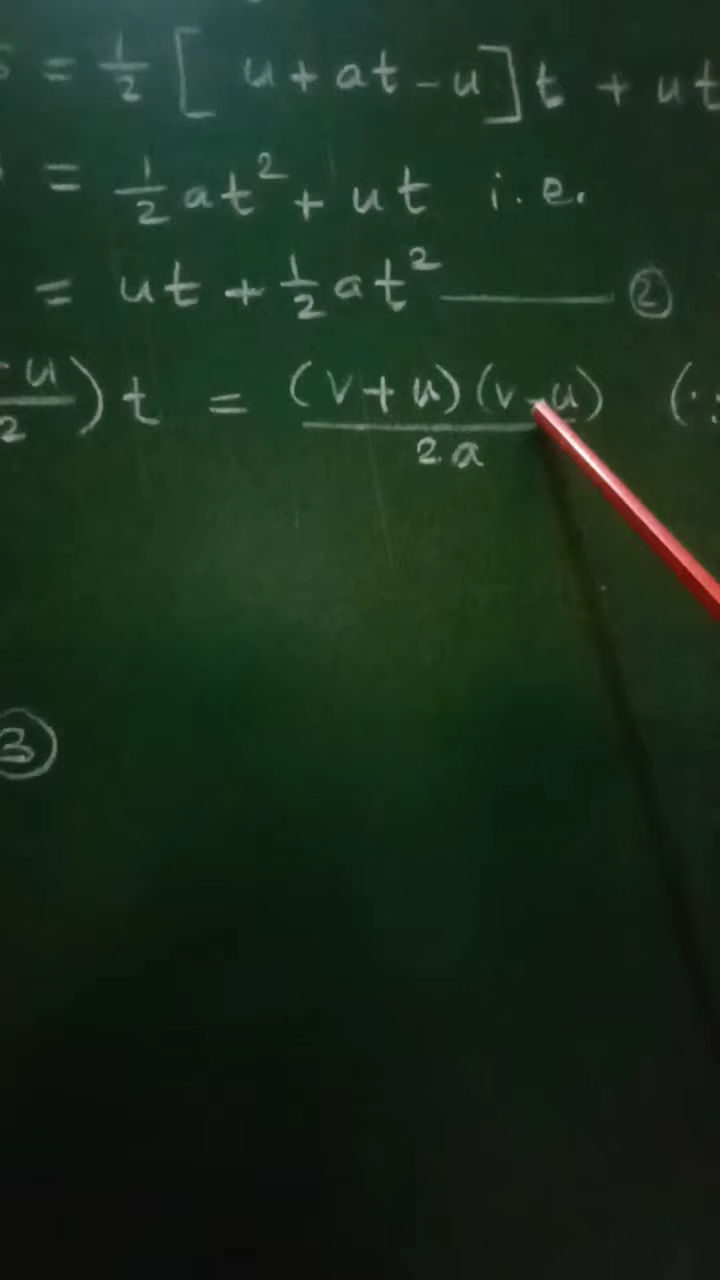 s = 1/2 [ u + at - u ] t + ut
= 1/2 at² + ut i.e.
= ut + 1/2 at² ——— ②
u/2 ) t = (v + u) (v - u) / 2a (∵
③